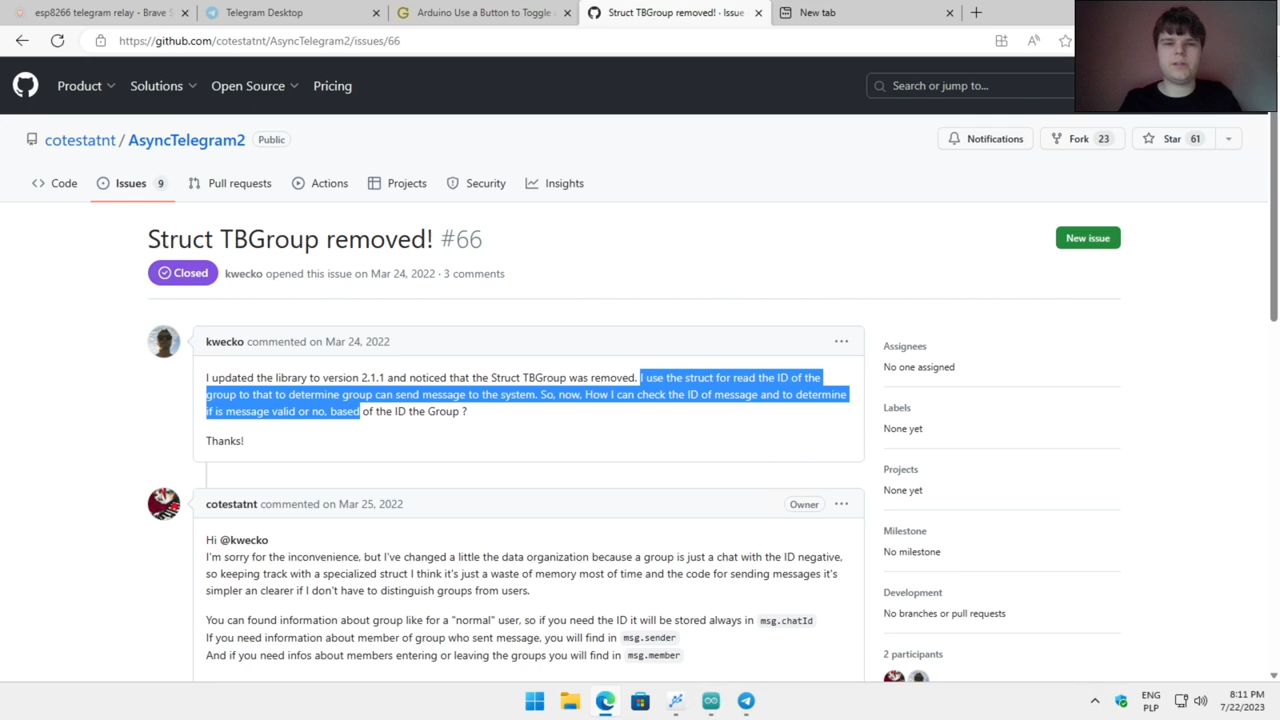 esp8266 telegram relay - Brave S
Telegram Desktop
Arduino Use a Button to Toggle
Struct TBGroup removed! · Issue
New tab
https://github.com/cotestatnt/AsyncTelegram2/issues/66
Product
Solutions
Open Source
Pricing
Search or jump to...
cotestatnt / AsyncTelegram2 Public
Notifications
Fork 23
Star 61
Code
Issues 9
Pull requests
Actions
Projects
Security
Insights
Struct TBGroup removed! #66
New issue
Closed kwecko opened this issue on Mar 24, 2022 · 3 comments
kwecko commented on Mar 24, 2022
I updated the library to version 2.1.1 and noticed that the Struct TBGroup was removed. I use the struct for read the ID of the
group to that to determine group can send message to the system. So, now, How I can check the ID of message and to determine
if is message valid or no, based of the ID the Group ?
Thanks!
cotestatnt commented on Mar 25, 2022
Owner
Hi @kwecko
I'm sorry for the inconvenience, but I've changed a little the data organization because a group is just a chat with the ID negative,
so keeping track with a specialized struct I think it's just a waste of memory most of time and the code for sending messages it's
simpler an clearer if I don't have to distinguish groups from users.
You can found information about group like for a "normal" user, so if you need the ID it will be stored always in msg.chatId
If you need information about member of group who sent message, you will find in msg.sender
And if you need infos about members entering or leaving the groups you will find in msg.member
Assignees
No one assigned
Labels
None yet
Projects
None yet
Milestone
No milestone
Development
No branches or pull requests
2 participants
ENG
PLP
8:11 PM
7/22/2023